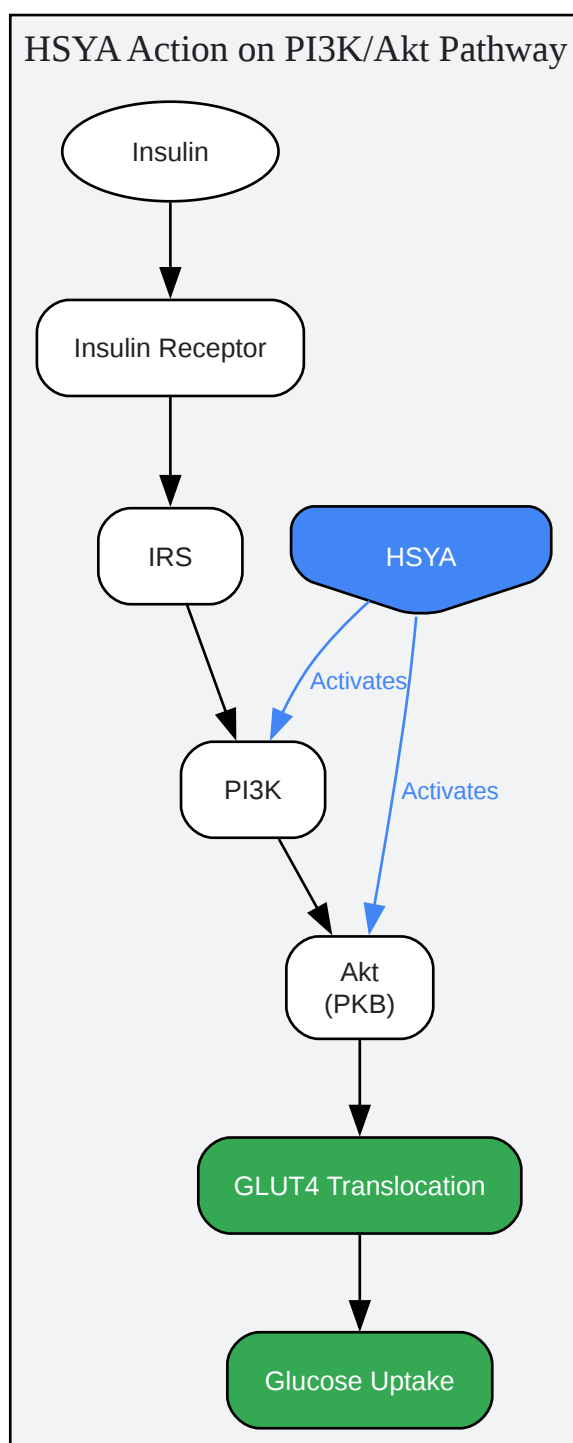 HSYA Action on PI3K/Akt Pathway
Insulin
Insulin Receptor
IRS
HSYA
Activates
PI3K
Activates
Akt
(PKB)
GLUT4 Translocation
Glucose Uptake